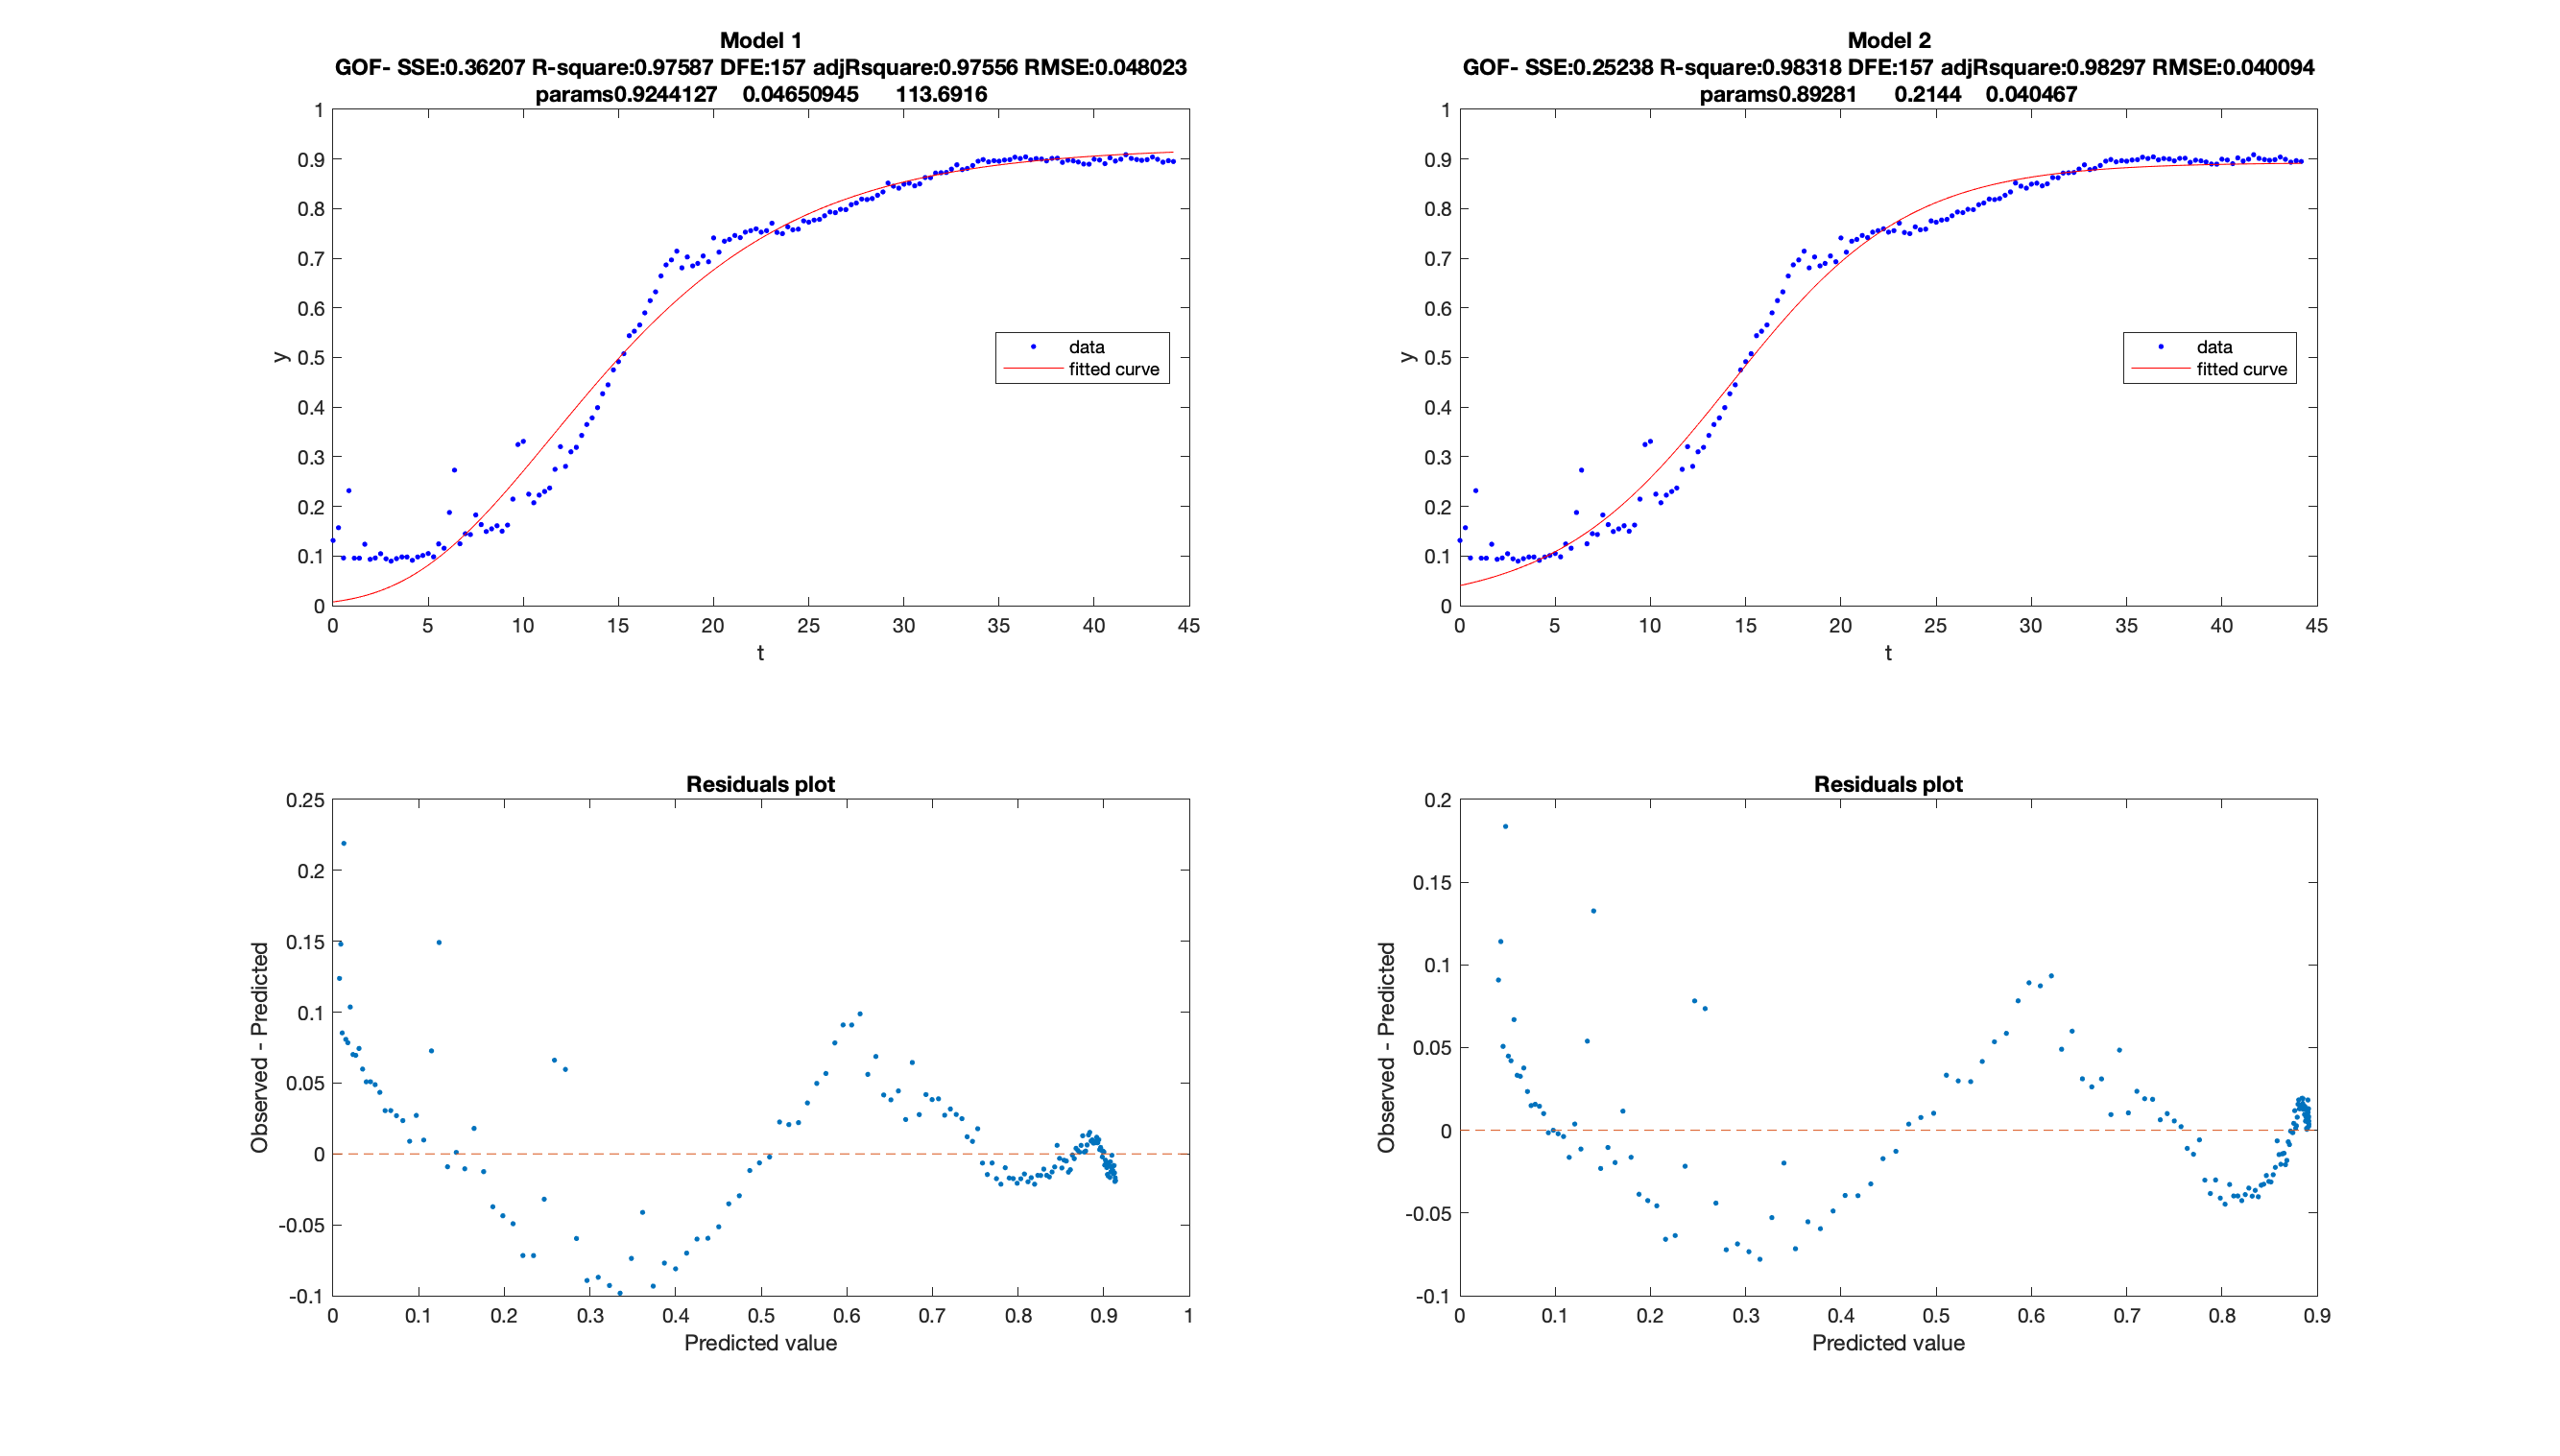 Model 1
GOF- SSE:0.36207 R-square:0.97587 DFE:157 adjRsquare:0.97556 RMSE:0.048023
params0.9244127 0.04650945 113.6916
1
0.9
0.8
0.7
0.6
0.5
0.4
0.3
0.2
0.1
0
y
data
fitted curve
0 5 10 15 20 25 30 35 40 45
t
Model 2
GOF- SSE:0.25238 R-square:0.98318 DFE:157 adjRsquare:0.98297 RMSE:0.040094
params0.89281 0.2144 0.040467
1
0.9
0.8
0.7
0.6
0.5
0.4
0.3
0.2
0.1
0
y
data
fitted curve
0 5 10 15 20 25 30 35 40 45
t
Residuals plot
0.25
0.2
0.15
0.1
0.05
0
-0.05
-0.1
Observed - Predicted
0 0.1 0.2 0.3 0.4 0.5 0.6 0.7 0.8 0.9 1
Predicted value
Residuals plot
0.2
0.15
0.1
0.05
0
-0.05
-0.1
Observed - Predicted
0 0.1 0.2 0.3 0.4 0.5 0.6 0.7 0.8 0.9
Predicted value